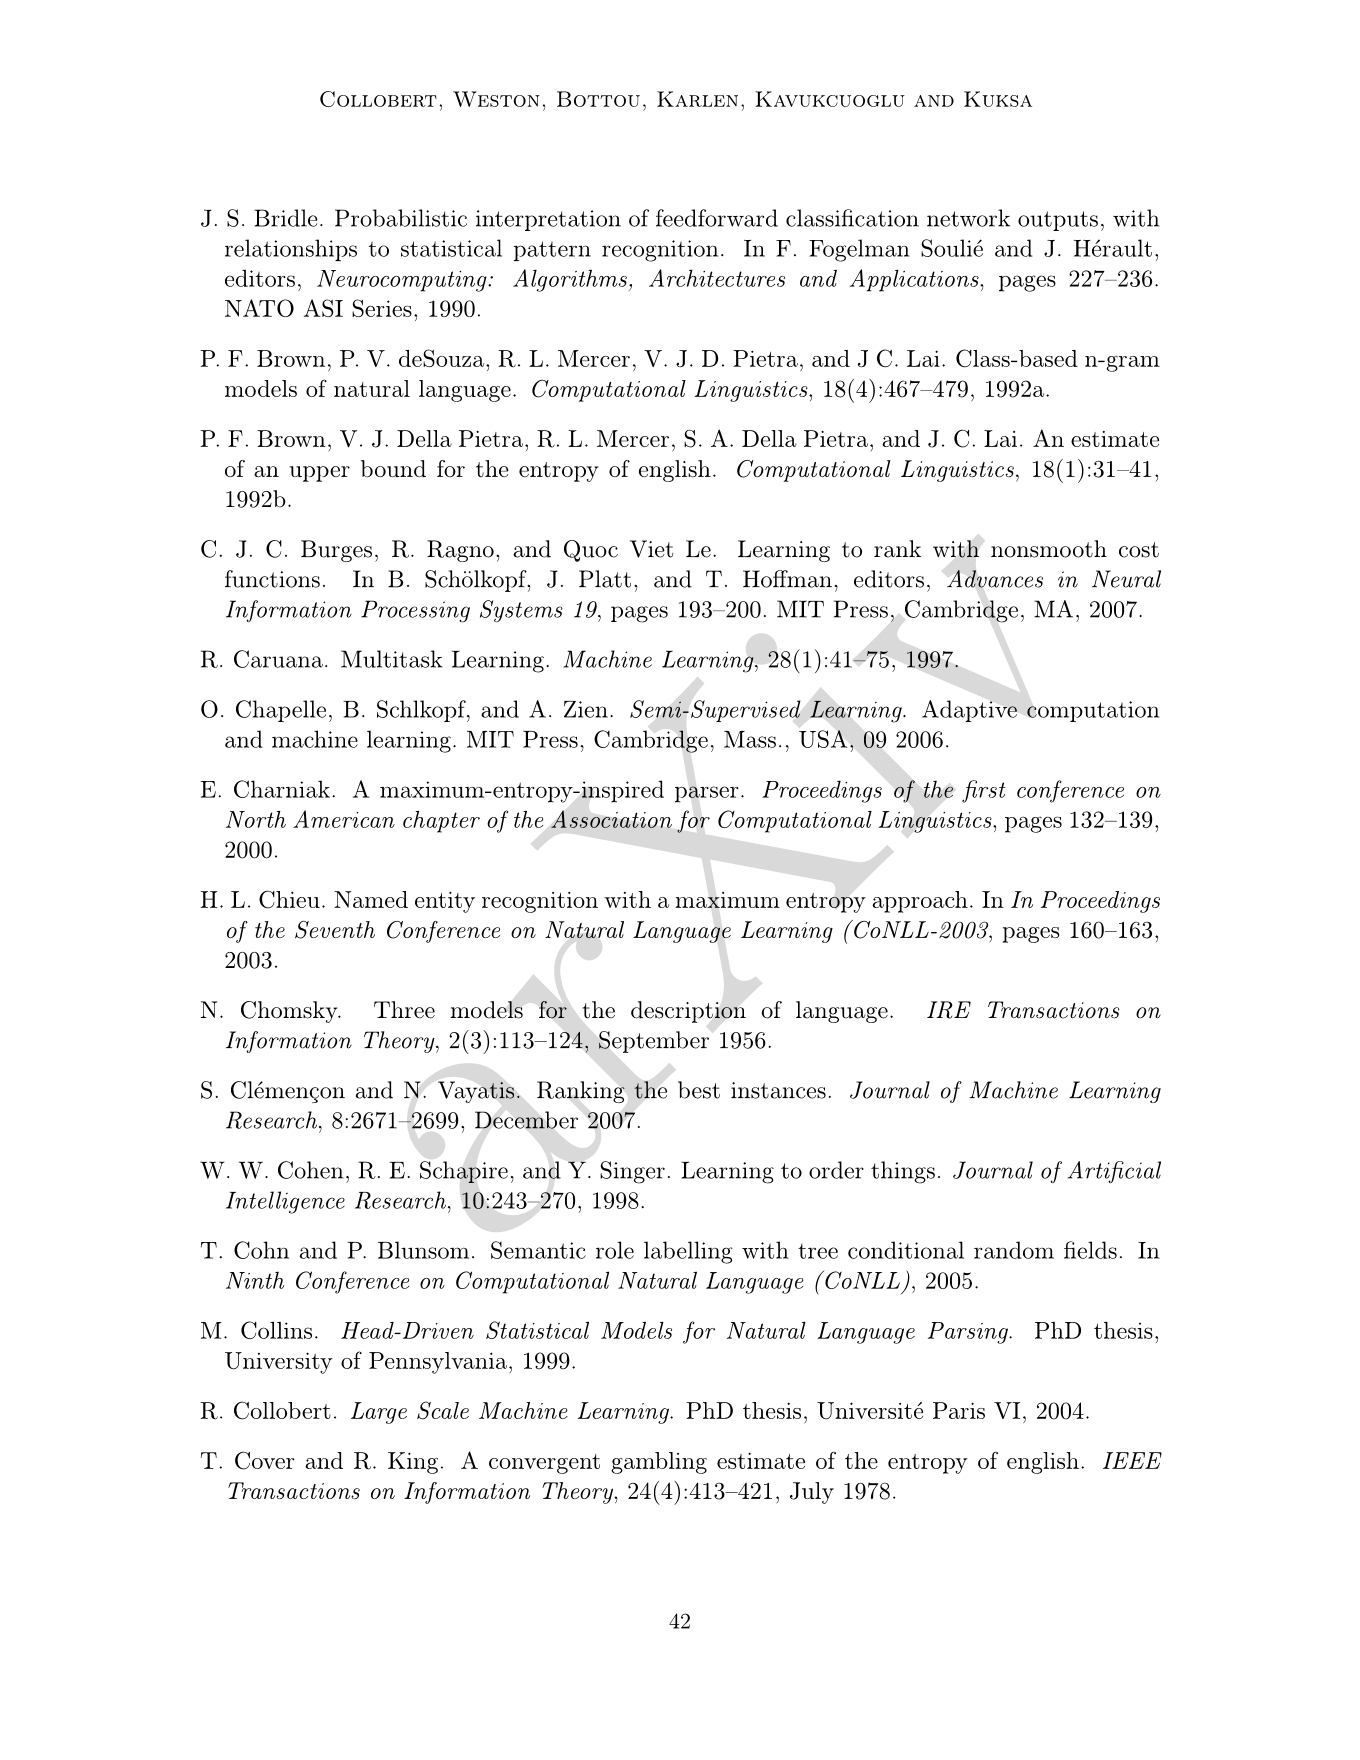 Collobert, Weston, Bottou, Karlen, Kavukcuoglu and Kuksa
J. S. Bridle. Probabilistic interpretation of feedforward classification network outputs, with
relationships to statistical pattern recognition. In F. Fogelman Soulié and J. Hérault,
editors, Neurocomputing: Algorithms, Architectures and Applications, pages 227–236.
NATO ASI Series, 1990.
P. F. Brown, P. V. deSouza, R. L. Mercer, V. J. D. Pietra, and J C. Lai. Class-based n-gram
models of natural language. Computational Linguistics, 18(4):467–479, 1992a.
P. F. Brown, V. J. Della Pietra, R. L. Mercer, S. A. Della Pietra, and J. C. Lai. An estimate
of an upper bound for the entropy of english. Computational Linguistics, 18(1):31–41,
1992b.
C. J. C. Burges, R. Ragno, and Quoc Viet Le. Learning to rank with nonsmooth cost
functions. In B. Schölkopf, J. Platt, and T. Hoffman, editors, Advances in Neural
Information Processing Systems 19, pages 193–200. MIT Press, Cambridge, MA, 2007.
R. Caruana. Multitask Learning. Machine Learning, 28(1):41–75, 1997.
O. Chapelle, B. Schlkopf, and A. Zien. Semi-Supervised Learning. Adaptive computation
and machine learning. MIT Press, Cambridge, Mass., USA, 09 2006.
E. Charniak. A maximum-entropy-inspired parser. Proceedings of the first conference on
North American chapter of the Association for Computational Linguistics, pages 132–139,
2000.
H. L. Chieu. Named entity recognition with a maximum entropy approach. In In Proceedings
of the Seventh Conference on Natural Language Learning (CoNLL-2003, pages 160–163,
2003.
N. Chomsky. Three models for the description of language. IRE Transactions on
Information Theory, 2(3):113–124, September 1956.
S. Clémençon and N. Vayatis. Ranking the best instances. Journal of Machine Learning
Research, 8:2671–2699, December 2007.
W. W. Cohen, R. E. Schapire, and Y. Singer. Learning to order things. Journal of Artificial
Intelligence Research, 10:243–270, 1998.
T. Cohn and P. Blunsom. Semantic role labelling with tree conditional random fields. In
Ninth Conference on Computational Natural Language (CoNLL), 2005.
M. Collins. Head-Driven Statistical Models for Natural Language Parsing. PhD thesis,
University of Pennsylvania, 1999.
R. Collobert. Large Scale Machine Learning. PhD thesis, Université Paris VI, 2004.
T. Cover and R. King. A convergent gambling estimate of the entropy of english. IEEE
Transactions on Information Theory, 24(4):413–421, July 1978.
42
arXiv